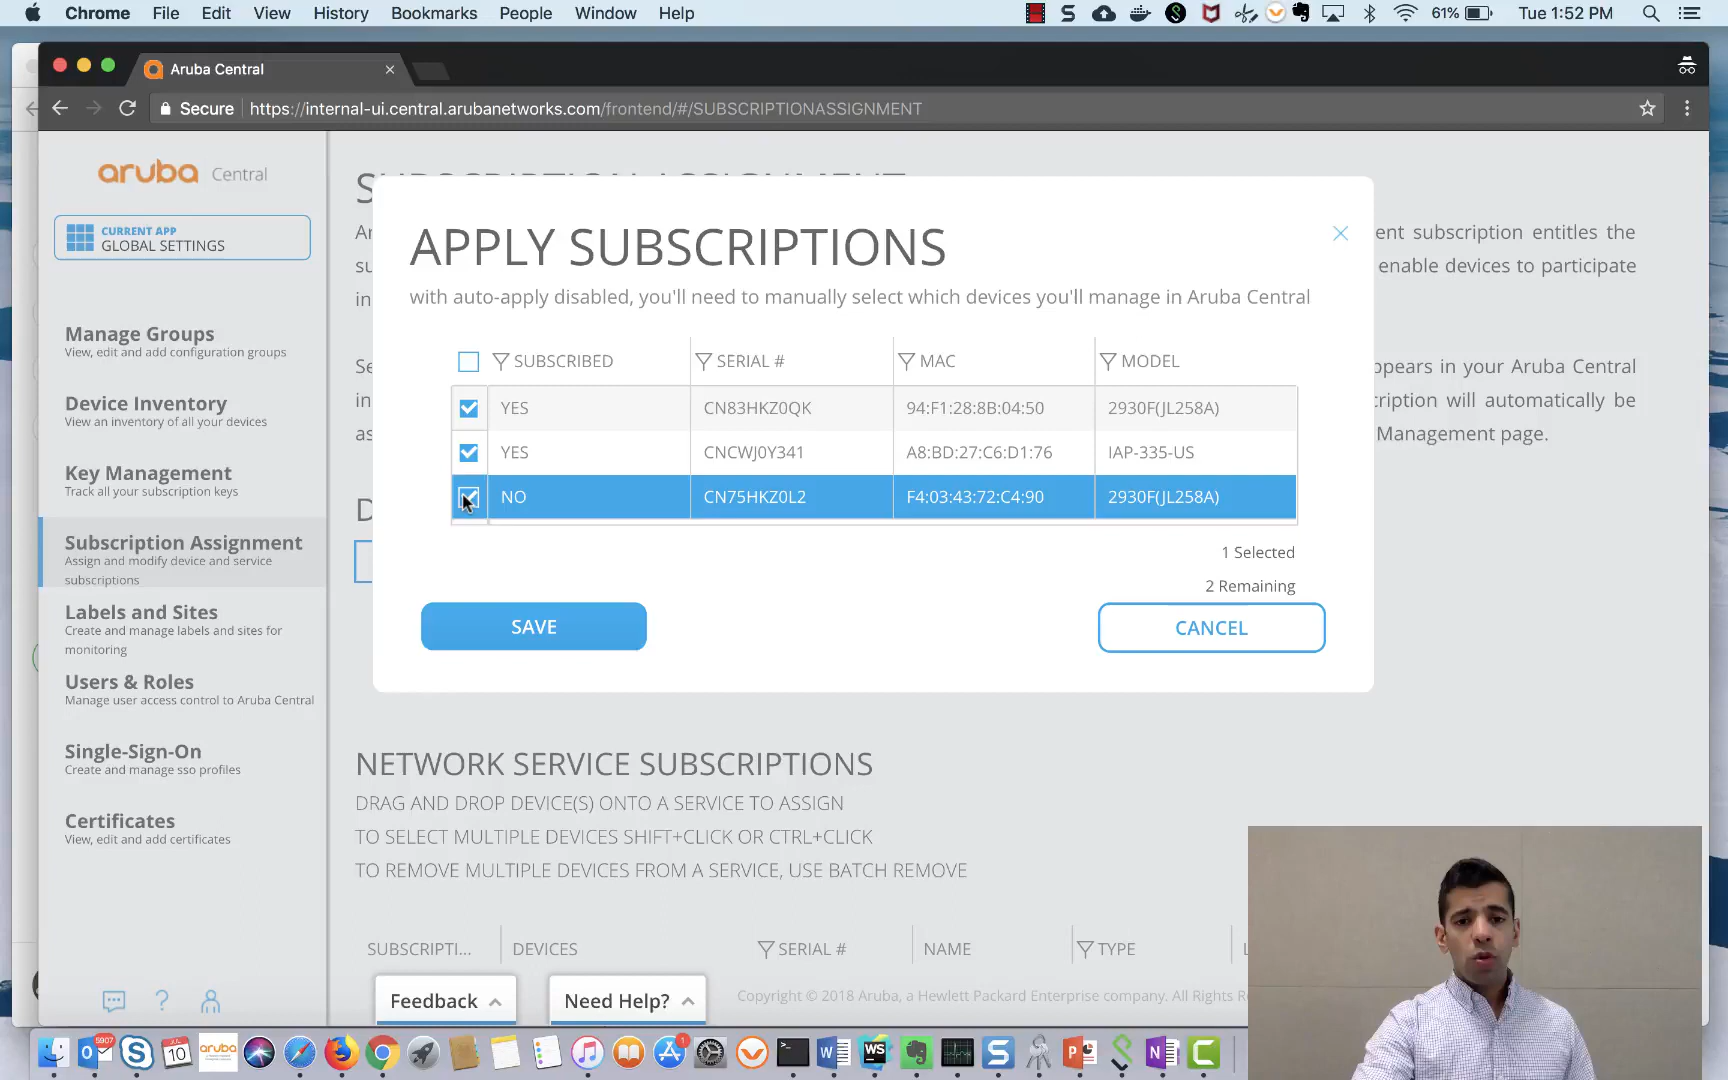 Chrome File Edit View History Bookmarks People Window Help 61% Tue 1:52 PM
Aruba Central
Secure https://internal-ui.central.arubanetworks.com/frontend/#/SUBSCRIPTIONASSIGNMENT
aruba Central
CURRENT APP
GLOBAL SETTINGS
Manage Groups
View, edit and add configuration groups
Device Inventory
View an inventory of all your devices
Key Management
Track all your subscription keys
Subscription Assignment
Assign and modify device and service
subscriptions
Labels and Sites
Create and manage labels and sites for
monitoring
Users & Roles
Manage user access control to Aruba Central
Single-Sign-On
Create and manage sso profiles
Certificates
View, edit and add certificates
ent subscription entitles the
enable devices to participate
ppears in your Aruba Central
cription will automatically be
Management page.
APPLY SUBSCRIPTIONS
with auto-apply disabled, you'll need to manually select which devices you'll manage in Aruba Central
SUBSCRIBED SERIAL # MAC MODEL
YES CN83HKZ0QK 94:F1:28:8B:04:50 2930F(JL258A)
YES CNCWJ0Y341 A8:BD:27:C6:D1:76 IAP-335-US
NO CN75HKZ0L2 F4:03:43:72:C4:90 2930F(JL258A)
1 Selected
2 Remaining
SAVE CANCEL
NETWORK SERVICE SUBSCRIPTIONS
DRAG AND DROP DEVICE(S) ONTO A SERVICE TO ASSIGN
TO SELECT MULTIPLE DEVICES SHIFT+CLICK OR CTRL+CLICK
TO REMOVE MULTIPLE DEVICES FROM A SERVICE, USE BATCH REMOVE
SUBSCRIPTI... DEVICES SERIAL # NAME TYPE
Feedback Need Help? Copyright © 2018 Aruba, a Hewlett Packard Enterprise company. All Rights Re
5907
JUL
10
aruba
1
WS